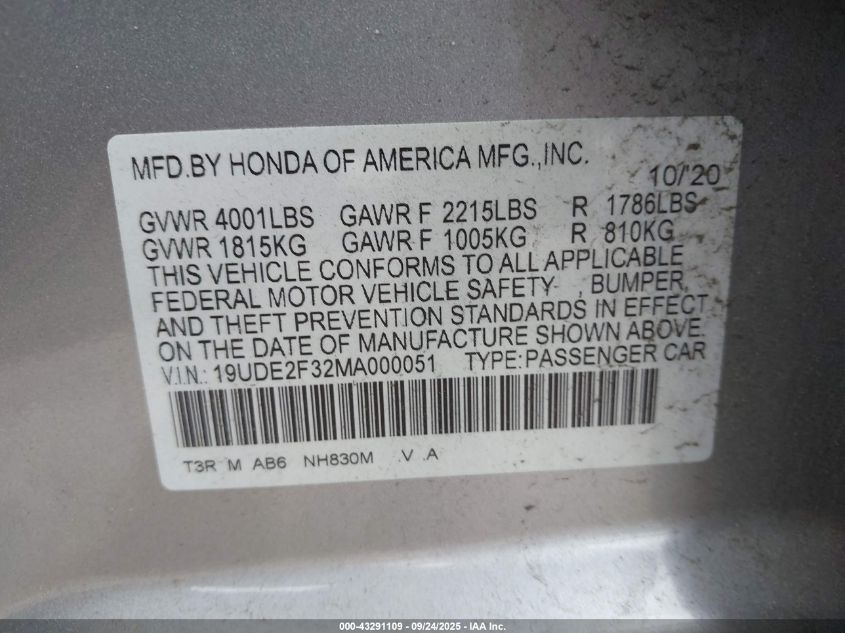 MFD.BY HONDA OF AMERICA MFG.,INC.
10/'20
GVWR 4001LBS GAWR F 2215LBS R 1786LBS
GVWR 1815KG GAWR F 1005KG R 810KG
THIS VEHICLE CONFORMS TO ALL APPLICABLE
FEDERAL MOTOR VEHICLE SAFETY , BUMPER,
AND THEFT PREVENTION STANDARDS IN EFFECT
ON THE DATE OF MANUFACTURE SHOWN ABOVE.
V.I.N.: 19UDE2F32MA000051 TYPE:PASSENGER CAR
T3R M AB6 NH830M .V .A
000-43291109 - 09/24/2025 - IAA Inc.